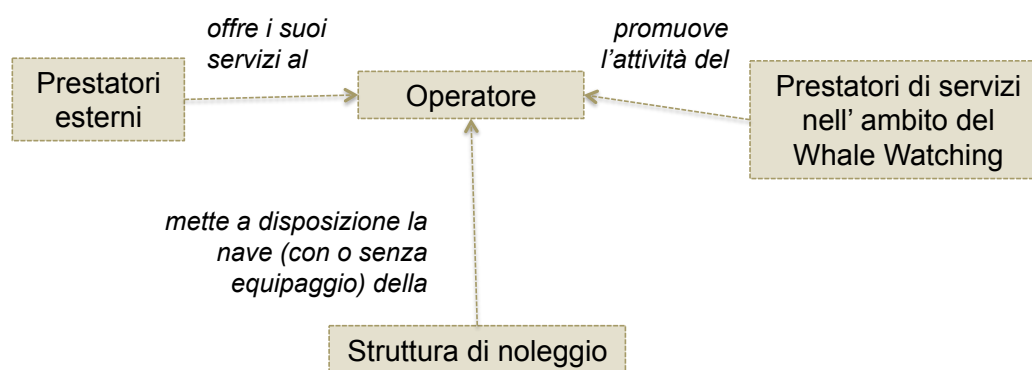 offre i suoi
servizi al
promuove
l'attività del
Prestatori
esterni
Operatore
Prestatori di servizi
nell' ambito del
Whale Watching
mette a disposizione la
nave (con o senza
equipaggio) della
Struttura di noleggio